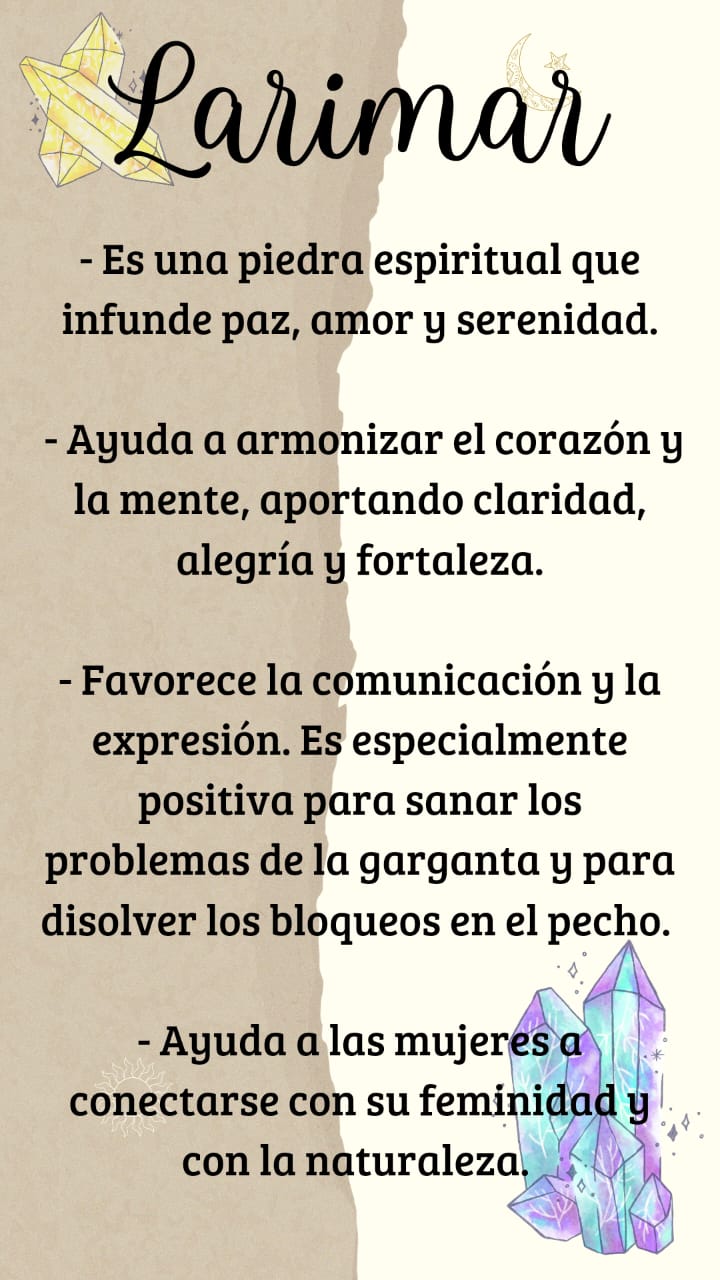 Larimar
- Es una piedra espiritual que
infunde paz, amor y serenidad.
- Ayuda a armonizar el corazón y
la mente, aportando claridad,
alegría y fortaleza.
- Favorece la comunicación y la
expresión. Es especialmente
positiva para sanar los
problemas de la garganta y para
disolver los bloqueos en el pecho.
- Ayuda a las mujeres a
conectarse con su feminidad y
con la naturaleza.